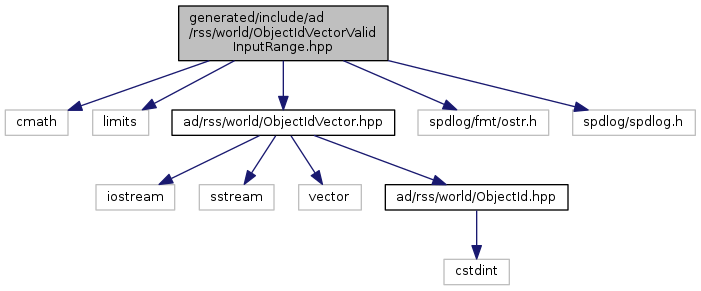 generated/include/ad
/rss/world/ObjectIdVectorValid
InputRange.hpp
cmath
limits
ad/rss/world/ObjectIdVector.hpp
spdlog/fmt/ostr.h
spdlog/spdlog.h
iostream
sstream
vector
ad/rss/world/ObjectId.hpp
cstdint